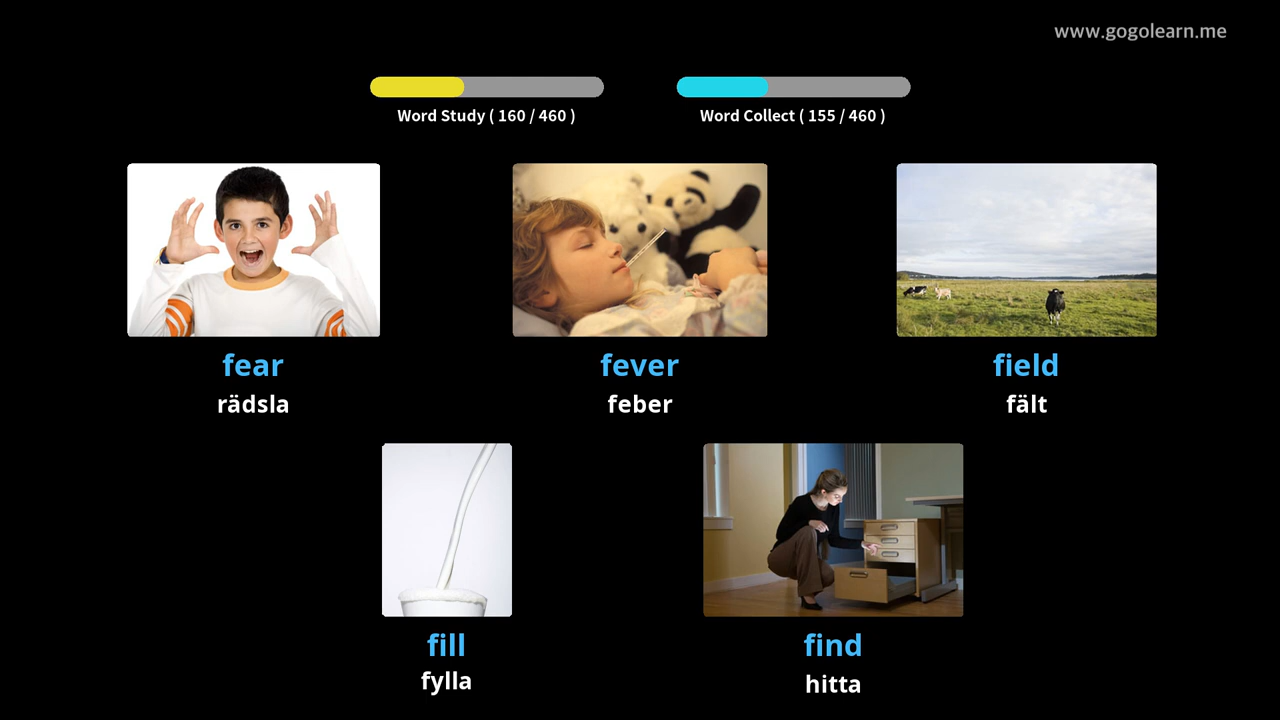 www.gogolearn.me
Word Study ( 160 / 460 )
Word Collect ( 155 / 460 )
fear
rädsla
fever
feber
field
fält
fill
fylla
find
hitta